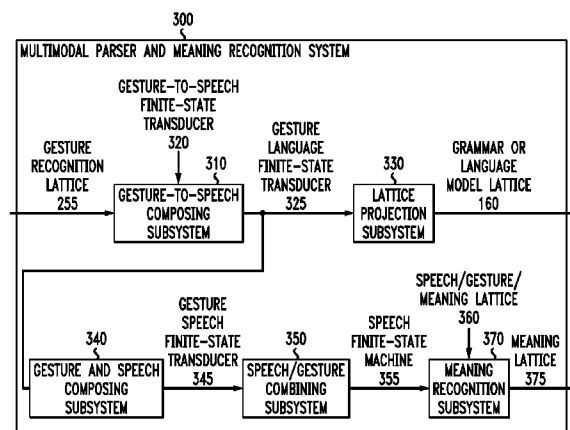 300
MULTIMODAL PARSER AND MEANING RECOGNITION SYSTEM
GESTURE-TO-SPEECH
FINITE-STATE
TRANSDUCER
320
GESTURE
RECOGNITION
LATTICE
255
310
GESTURE-TO-SPEECH
COMPOSING
SUBSYSTEM
GESTURE
LANGUAGE
FINITE-STATE
TRANSDUCER
325
330
LATTICE
PROJECTION
SUBSYSTEM
GRAMMAR OR
LANGUAGE
MODEL LATTICE
160
340
GESTURE AND SPEECH
COMPOSING
SUBSYSTEM
GESTURE
SPEECH
FINITE-STATE
TRANSDUCER
345
350
SPEECH/GESTURE
COMBINING
SUBSYSTEM
SPEECH
FINITE-STATE
MACHINE
355
SPEECH/GESTURE/
MEANING LATTICE
360
370
MEANING
RECOGNITION
SUBSYSTEM
MEANING
LATTICE
375